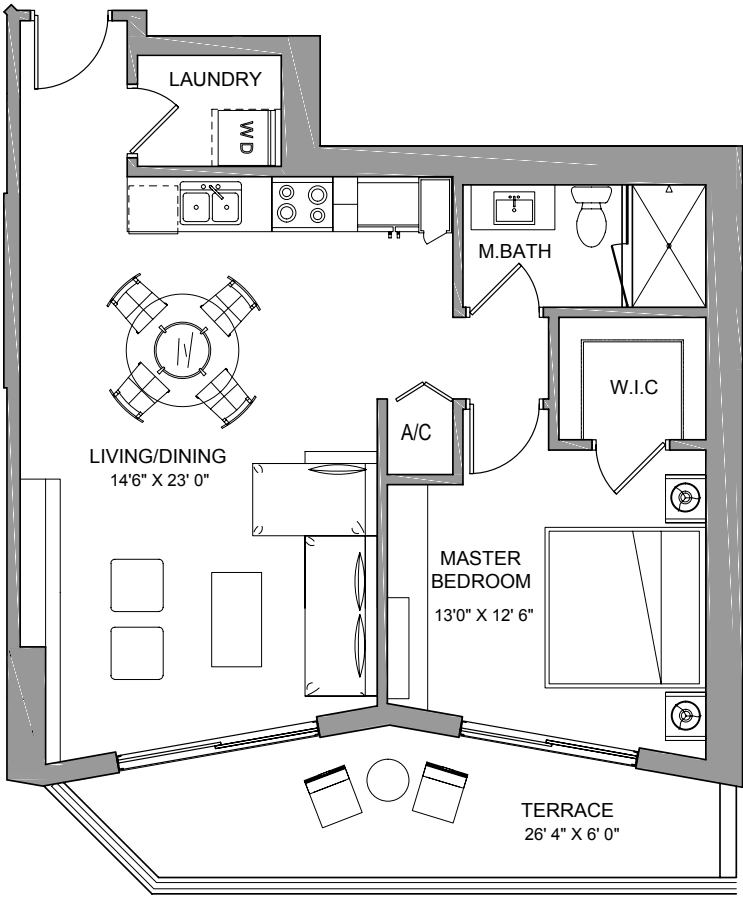 LAUNDRY
W D
M.BATH
W.I.C
A/C
LIVING/DINING
14'6" X 23' 0"
MASTER
BEDROOM
13'0" X 12' 6"
TERRACE
26' 4" X 6' 0"